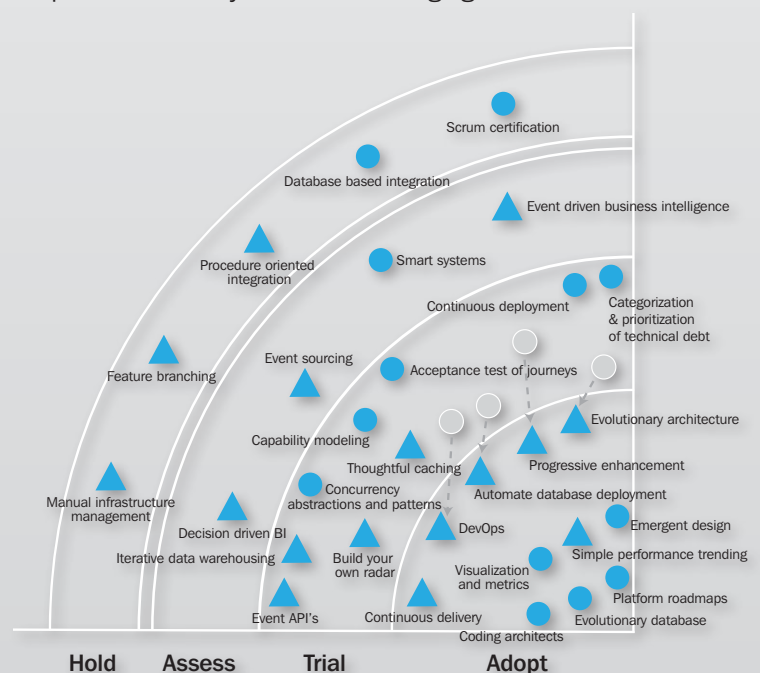 Scrum certification
Database based integration
Event driven business intelligence
Procedure oriented
integration
Smart systems
Continuous deployment
Categorization
& prioritization
of technical debt
Feature branching
Event sourcing
Acceptance test of journeys
Capability modeling
Evolutionary architecture
Thoughtful caching
Progressive enhancement
Manual infrastructure
management
Concurrency
abstractions and patterns
Automate database deployment
Decision driven BI
DevOps
Emergent design
Iterative data warehousing
Build your
own radar
Simple performance trending
Visualization
and metrics
Event API's
Continuous delivery
Platform roadmaps
Evolutionary database
Coding architects
Hold
Assess
Trial
Adopt